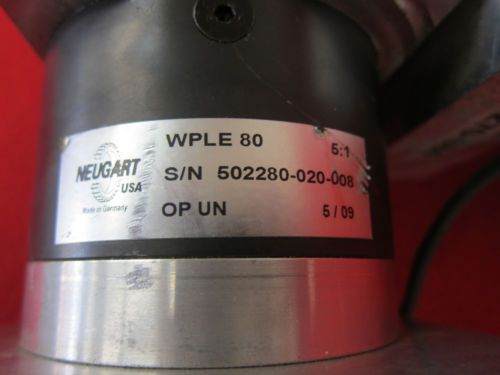 WPLE 80 5:1
NEUGART
USA
Made in Germany
S/N 502280-020-008
OP UN 5 / 09